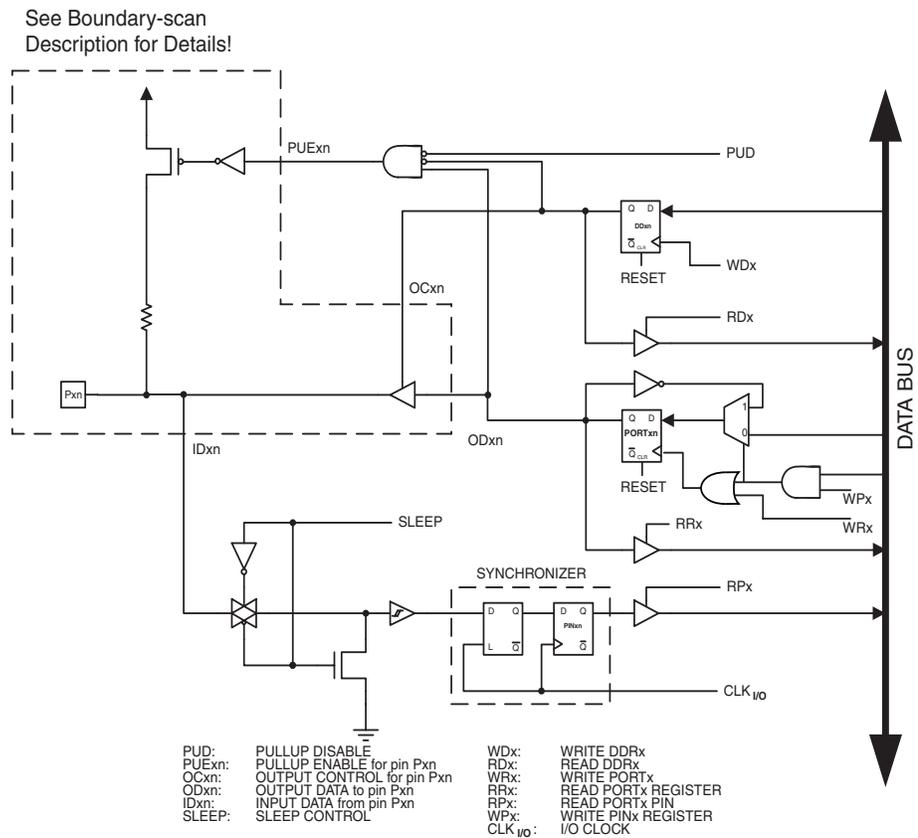 See Boundary-scan
Description for Details!
PUExn
PUD
Q D
DDxn
Q CLR
RESET
WDx
OCxn
RDx
DATA BUS
Pxn
ODxn
1
0
Q D
PORTxn
Q CLR
RESET
WPx
WRx
IDxn
SLEEP
RRx
SYNCHRONIZER
RPx
D Q
L Q
D Q
PINxn
Q
CLK I/O
PUD: PULLUP DISABLE
PUExn: PULLUP ENABLE for pin Pxn
OCxn: OUTPUT CONTROL for pin Pxn
ODxn: OUTPUT DATA to pin Pxn
IDxn: INPUT DATA from pin Pxn
SLEEP: SLEEP CONTROL
WDx: WRITE DDRx
RDx: READ DDRx
WRx: WRITE PORTx
RRx: READ PORTx REGISTER
RPx: READ PORTx PIN
WPx: WRITE PINx REGISTER
CLK I/O: I/O CLOCK